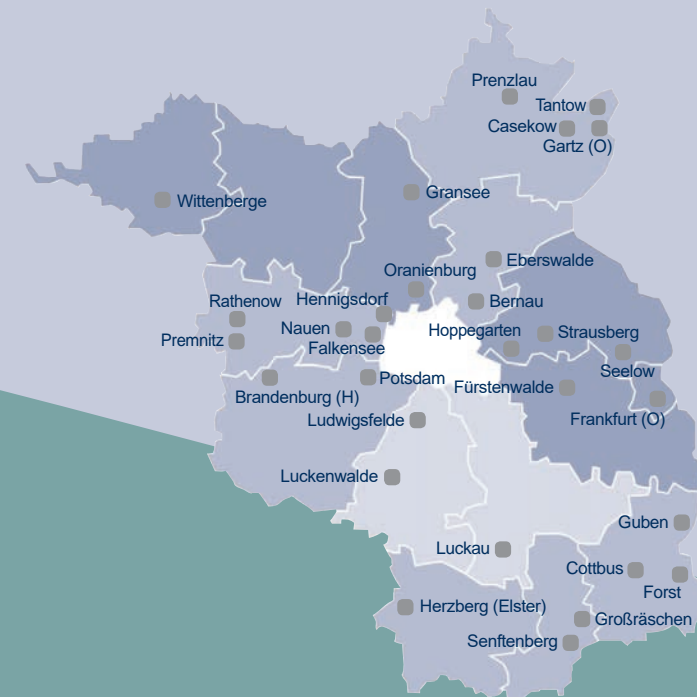 Prenzlau
Tantow
Casekow
Gartz (O)
Wittenberge
Gransee
Eberswalde
Oranienburg
Rathenow
Hennigsdorf
Bernau
Nauen
Hoppegarten
Strausberg
Premnitz
Falkensee
Seelow
Potsdam
Fürstenwalde
Brandenburg (H)
Ludwigsfelde
Frankfurt (O)
Luckenwalde
Guben
Luckau
Cottbus
Forst
Herzberg (Elster)
Großräschen
Senftenberg